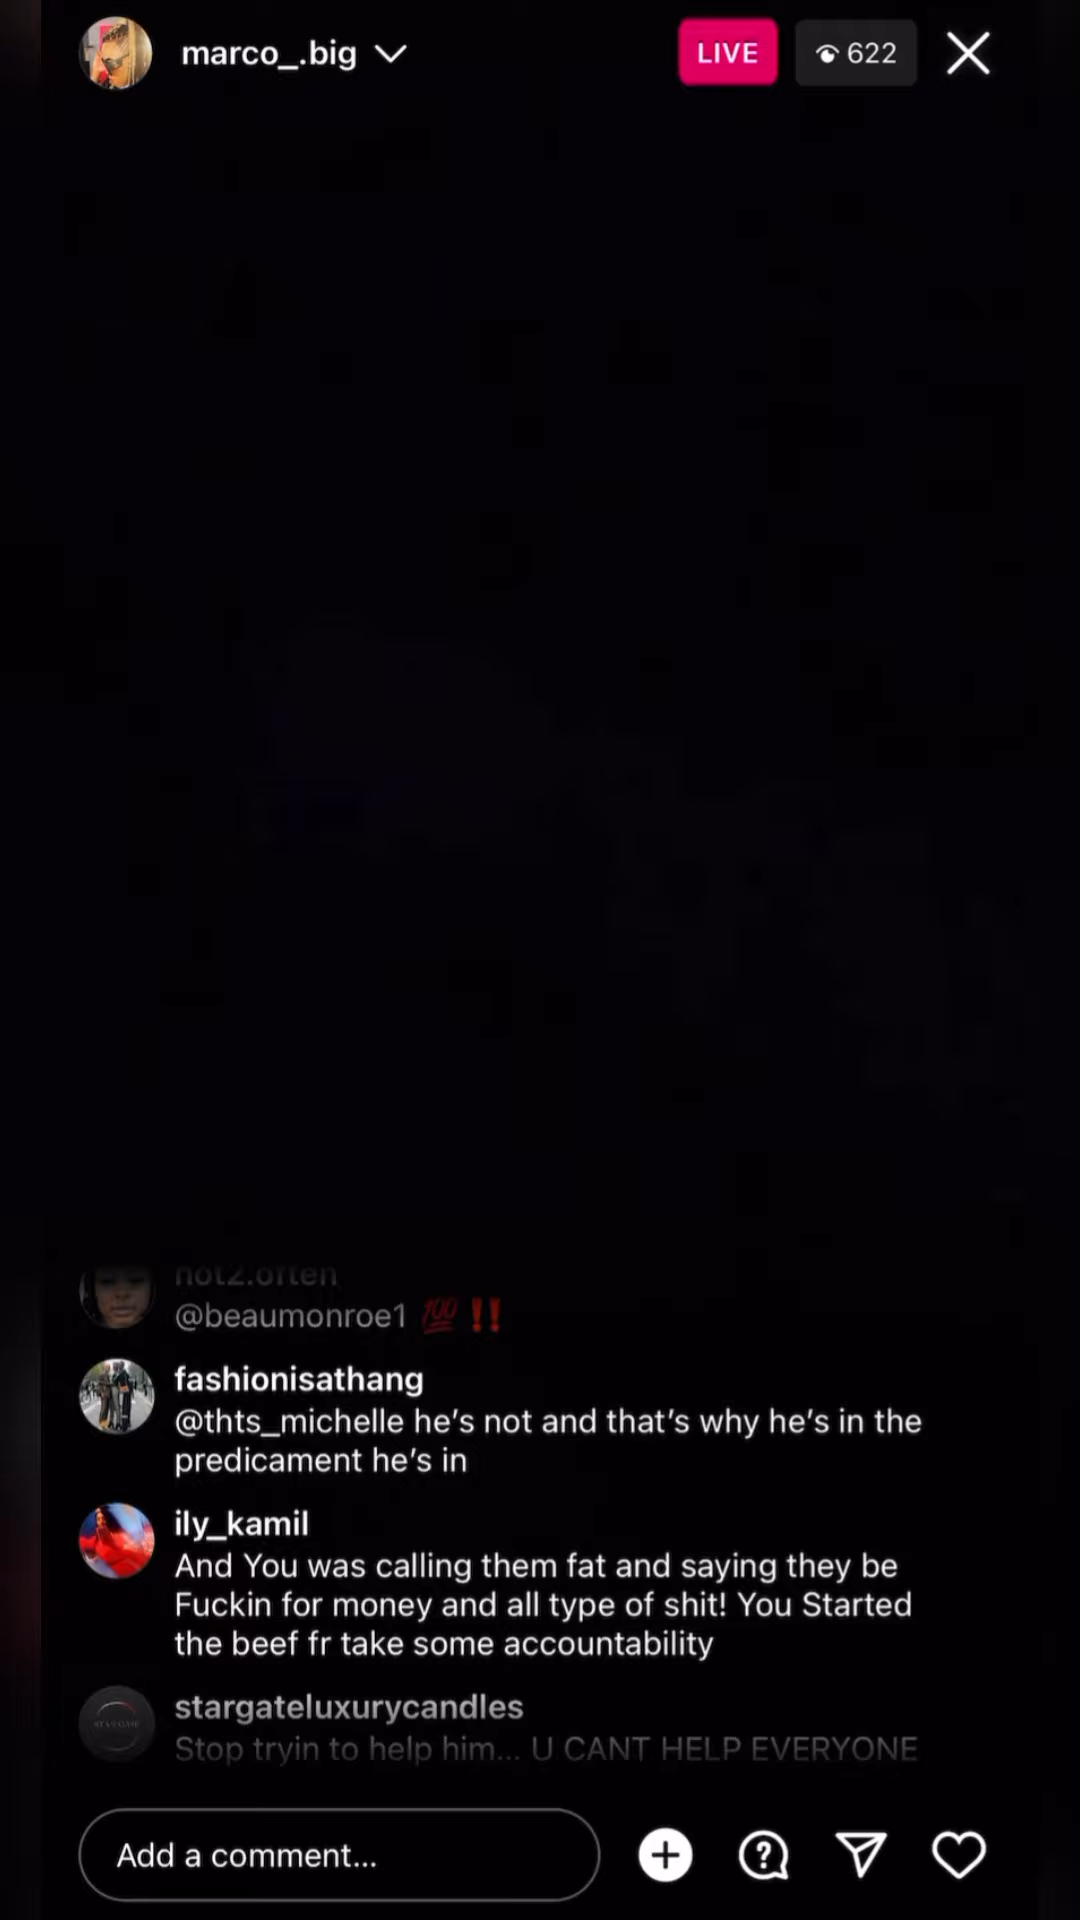 marco_.big
LIVE
622
not2.often
@beaumonroe1 💯 ‼️
fashionisathang
@thts_michelle he’s not and that’s why he’s in the
predicament he’s in
ily_kamil
And You was calling them fat and saying they be
Fuckin for money and all type of shit! You Started
the beef fr take some accountability
stargateluxurycandles
Stop tryin to help him... U CANT HELP EVERYONE
Add a comment...